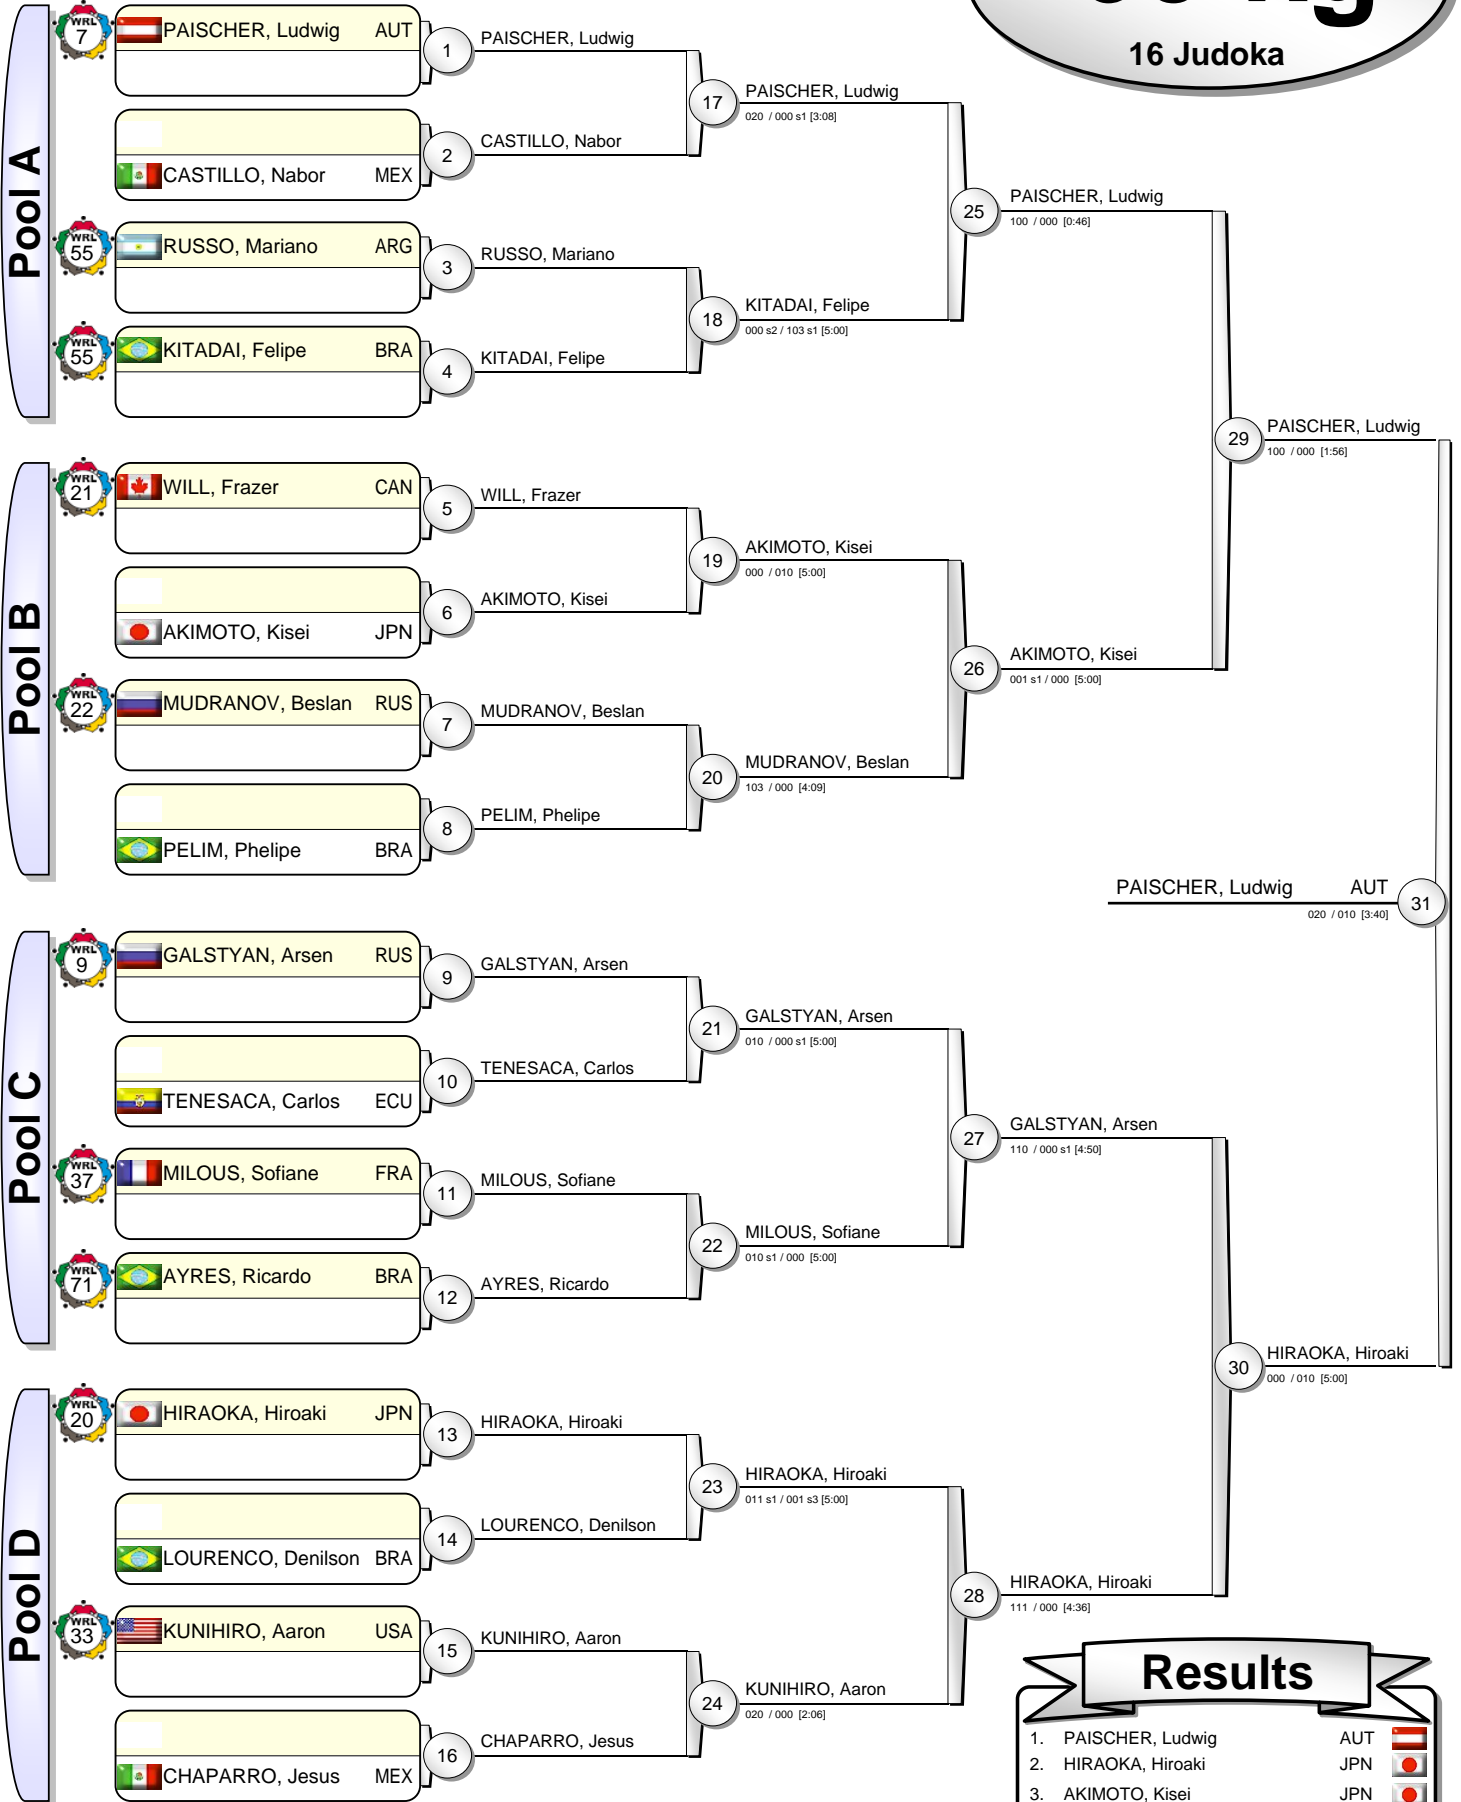 16 Judoka
Pool A
WRL 7
PAISCHER, Ludwig AUT
1
PAISCHER, Ludwig
17
PAISCHER, Ludwig
020 / 000 s1 [3:08]
2
CASTILLO, Nabor
CASTILLO, Nabor MEX
25
PAISCHER, Ludwig
100 / 000 [0:46]
WRL 55
RUSSO, Mariano ARG
3
RUSSO, Mariano
18
KITADAI, Felipe
000 s2 / 103 s1 [5:00]
WRL 55
KITADAI, Felipe BRA
4
KITADAI, Felipe
29
PAISCHER, Ludwig
100 / 000 [1:56]
Pool B
WRL 21
WILL, Frazer CAN
5
WILL, Frazer
19
AKIMOTO, Kisei
000 / 010 [5:00]
6
AKIMOTO, Kisei
AKIMOTO, Kisei JPN
26
AKIMOTO, Kisei
001 s1 / 000 [5:00]
WRL 22
MUDRANOV, Beslan RUS
7
MUDRANOV, Beslan
20
MUDRANOV, Beslan
103 / 000 [4:09]
8
PELIM, Phelipe
PELIM, Phelipe BRA
PAISCHER, Ludwig AUT
31
020 / 010 [3:40]
Pool C
WRL 9
GALSTYAN, Arsen RUS
9
GALSTYAN, Arsen
21
GALSTYAN, Arsen
010 / 000 s1 [5:00]
10
TENESACA, Carlos
TENESACA, Carlos ECU
27
GALSTYAN, Arsen
110 / 000 s1 [4:50]
WRL 37
MILOUS, Sofiane FRA
11
MILOUS, Sofiane
22
MILOUS, Sofiane
010 s1 / 000 [5:00]
WRL 71
AYRES, Ricardo BRA
12
AYRES, Ricardo
30
HIRAOKA, Hiroaki
000 / 010 [5:00]
Pool D
WRL 20
HIRAOKA, Hiroaki JPN
13
HIRAOKA, Hiroaki
23
HIRAOKA, Hiroaki
011 s1 / 001 s3 [5:00]
14
LOURENCO, Denilson
LOURENCO, Denilson BRA
28
HIRAOKA, Hiroaki
111 / 000 [4:36]
WRL 33
KUNIHIRO, Aaron USA
15
KUNIHIRO, Aaron
24
KUNIHIRO, Aaron
020 / 000 [2:06]
16
CHAPARRO, Jesus
CHAPARRO, Jesus MEX
Results
1. PAISCHER, Ludwig AUT
2. HIRAOKA, Hiroaki JPN
3. AKIMOTO, Kisei JPN